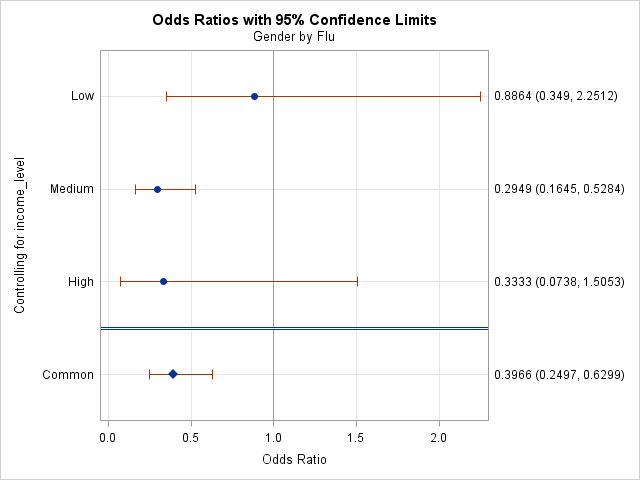 Odds Ratios with 95% Confidence Limits
Gender by Flu
Controlling for income_level
Low 0.8864 (0.349, 2.2512)
Medium 0.2949 (0.1645, 0.5284)
High 0.3333 (0.0738, 1.5053)
Common 0.3966 (0.2497, 0.6299)
0.0 0.5 1.0 1.5 2.0
Odds Ratio